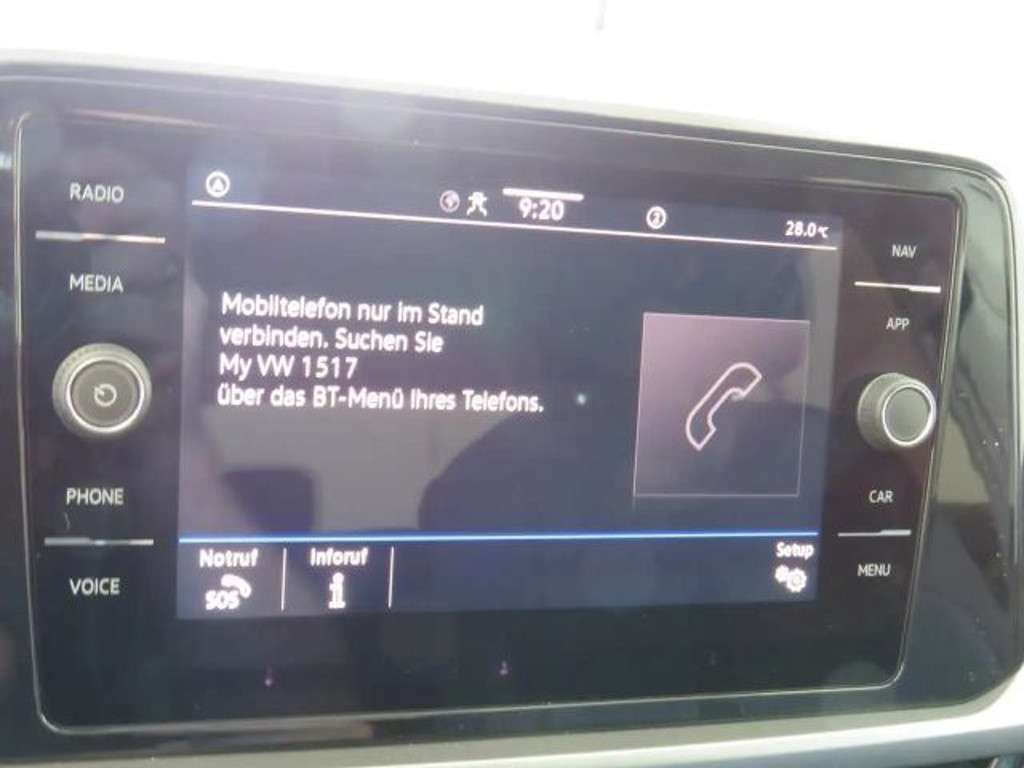 RADIO
MEDIA
PHONE
VOICE
9:20
2
28.0°C
Mobiltelefon nur im Stand
verbinden. Suchen Sie
My VW 1517
über das BT-Menü Ihres Telefons.
Notruf
SOS
Inforuf
i
Setup
NAV
APP
CAR
MENU